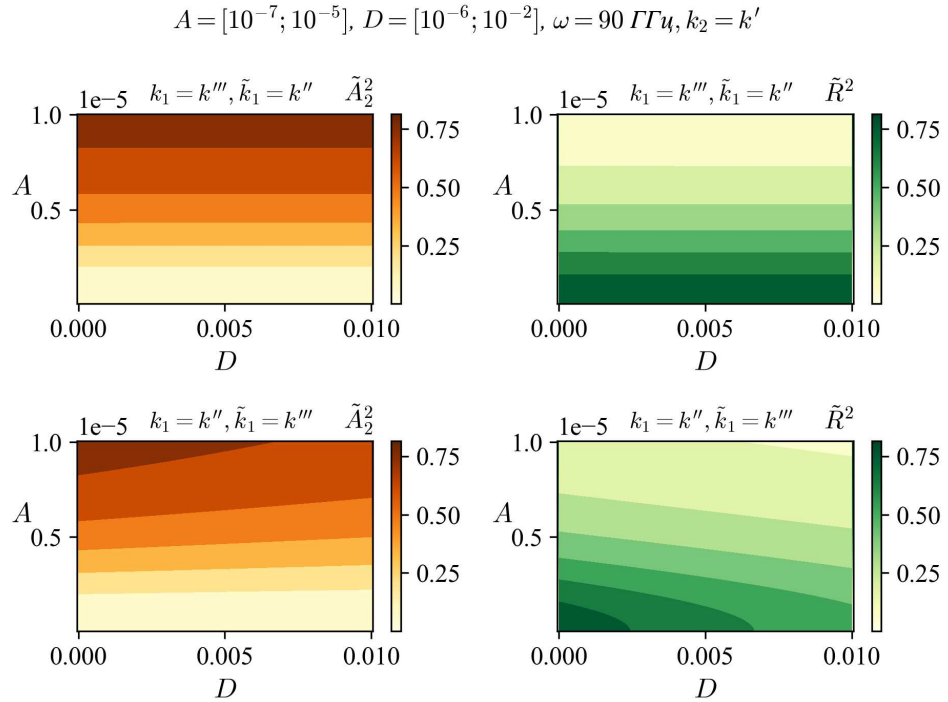 A = [10⁻⁷; 10⁻⁵], D = [10⁻⁶; 10⁻²], ω = 90 ГГц, k₂ = k′
1e−5 k₁ = k‴, k̃₁ = k″ Ã₂²
1.0
0.5
A
0.000 0.005 0.010
D
0.75
0.50
0.25
1e−5 k₁ = k‴, k̃₁ = k″ R̃²
1.0
0.5
A
0.000 0.005 0.010
D
0.75
0.50
0.25
1e−5 k₁ = k″, k̃₁ = k‴ Ã₂²
1.0
0.5
A
0.000 0.005 0.010
D
0.75
0.50
0.25
1e−5 k₁ = k″, k̃₁ = k‴ R̃²
1.0
0.5
A
0.000 0.005 0.010
D
0.75
0.50
0.25